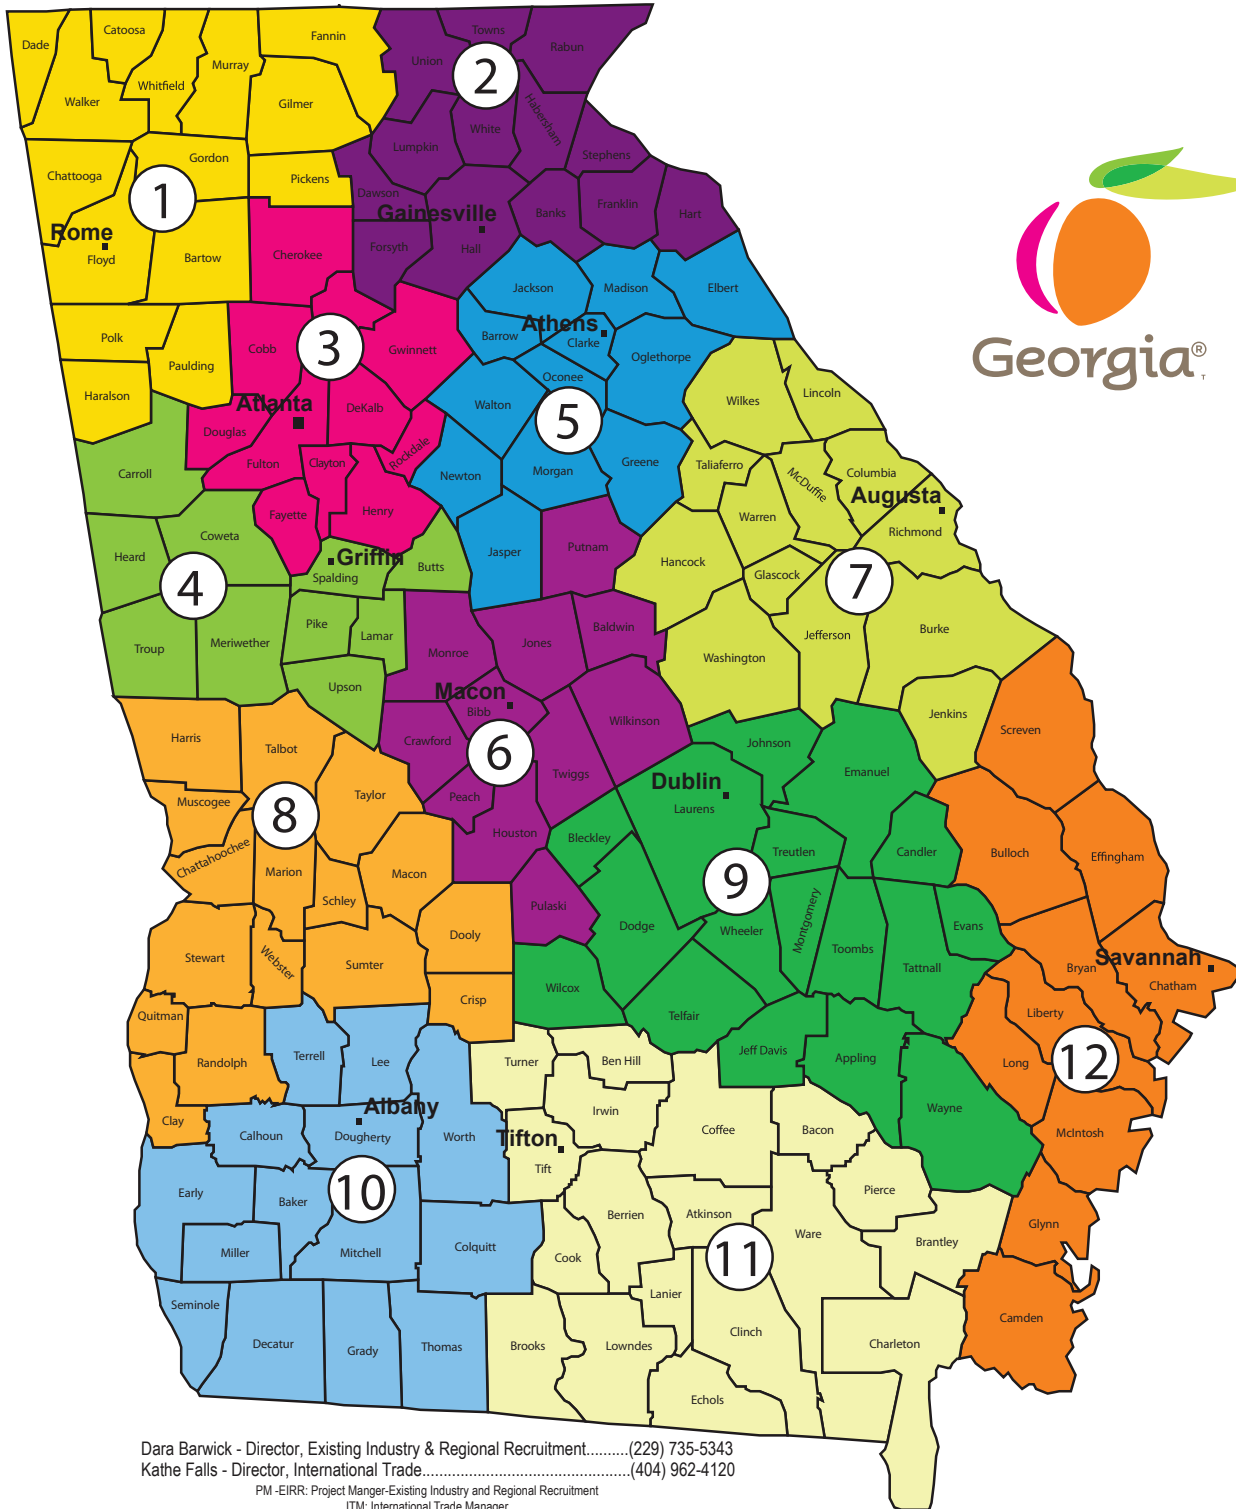 Dade
Catoosa
Fannin
Towns
Rabun
Union
2
Murray
Whitfield
Walker
Gilmer
Habersham
White
Lumpkin
Stephens
Gordon
Chattooga
Pickens
1
Dawson
Banks
Franklin
Hart
Gainesville
Rome
Forsyth
Hall
Floyd
Bartow
Cherokee
Jackson
Madison
Elbert
Athens
Polk
Cobb
3
Gwinnett
Barrow
Clarke
Oglethorpe
Georgia®
Paulding
Oconee
Haralson
Atlanta
DeKalb
Walton
5
Wilkes
Lincoln
Douglas
Carroll
Fulton
Clayton
Rockdale
Newton
Morgan
Greene
Taliaferro
McDuffie
Columbia
Augusta
Fayette
Henry
Warren
Richmond
Coweta
Heard
Griffin
Spalding
Butts
Jasper
Putnam
Hancock
Glascock
7
4
Pike
Lamar
Troup
Meriwether
Monroe
Jones
Baldwin
Washington
Jefferson
Burke
Upson
Macon
Bibb
Wilkinson
Jenkins
Screven
Harris
Talbot
Crawford
6
Johnson
Twiggs
Emanuel
Dublin
Laurens
Muscogee
8
Taylor
Peach
Houston
Bleckley
Chattahoochee
Marion
Macon
Treutlen
Candler
Bulloch
Effingham
Schley
9
Pulaski
Dodge
Wheeler
Montgomery
Toombs
Evans
Dooly
Stewart
Webster
Sumter
Tattnall
Bryan
Savannah
Chatham
Crisp
Wilcox
Quitman
Telfair
Liberty
Randolph
Terrell
Lee
Turner
Ben Hill
Jeff Davis
Appling
Long
12
Clay
Albany
Irwin
Wayne
Calhoun
Dougherty
Worth
Tifton
Tift
Coffee
Bacon
McIntosh
Early
Baker
10
Pierce
Berrien
Atkinson
Glynn
Miller
Mitchell
Colquitt
Cook
11
Ware
Brantley
Seminole
Lanier
Decatur
Grady
Thomas
Brooks
Lowndes
Clinch
Charleton
Camden
Echols
Dara Barwick - Director, Existing Industry & Regional Recruitment..........(229) 735-5343
Kathe Falls - Director, International Trade.................................................(404) 962-4120
PM -EIRR: Project Manger-Existing Industry and Regional Recruitment
ITM: International Trade Manager